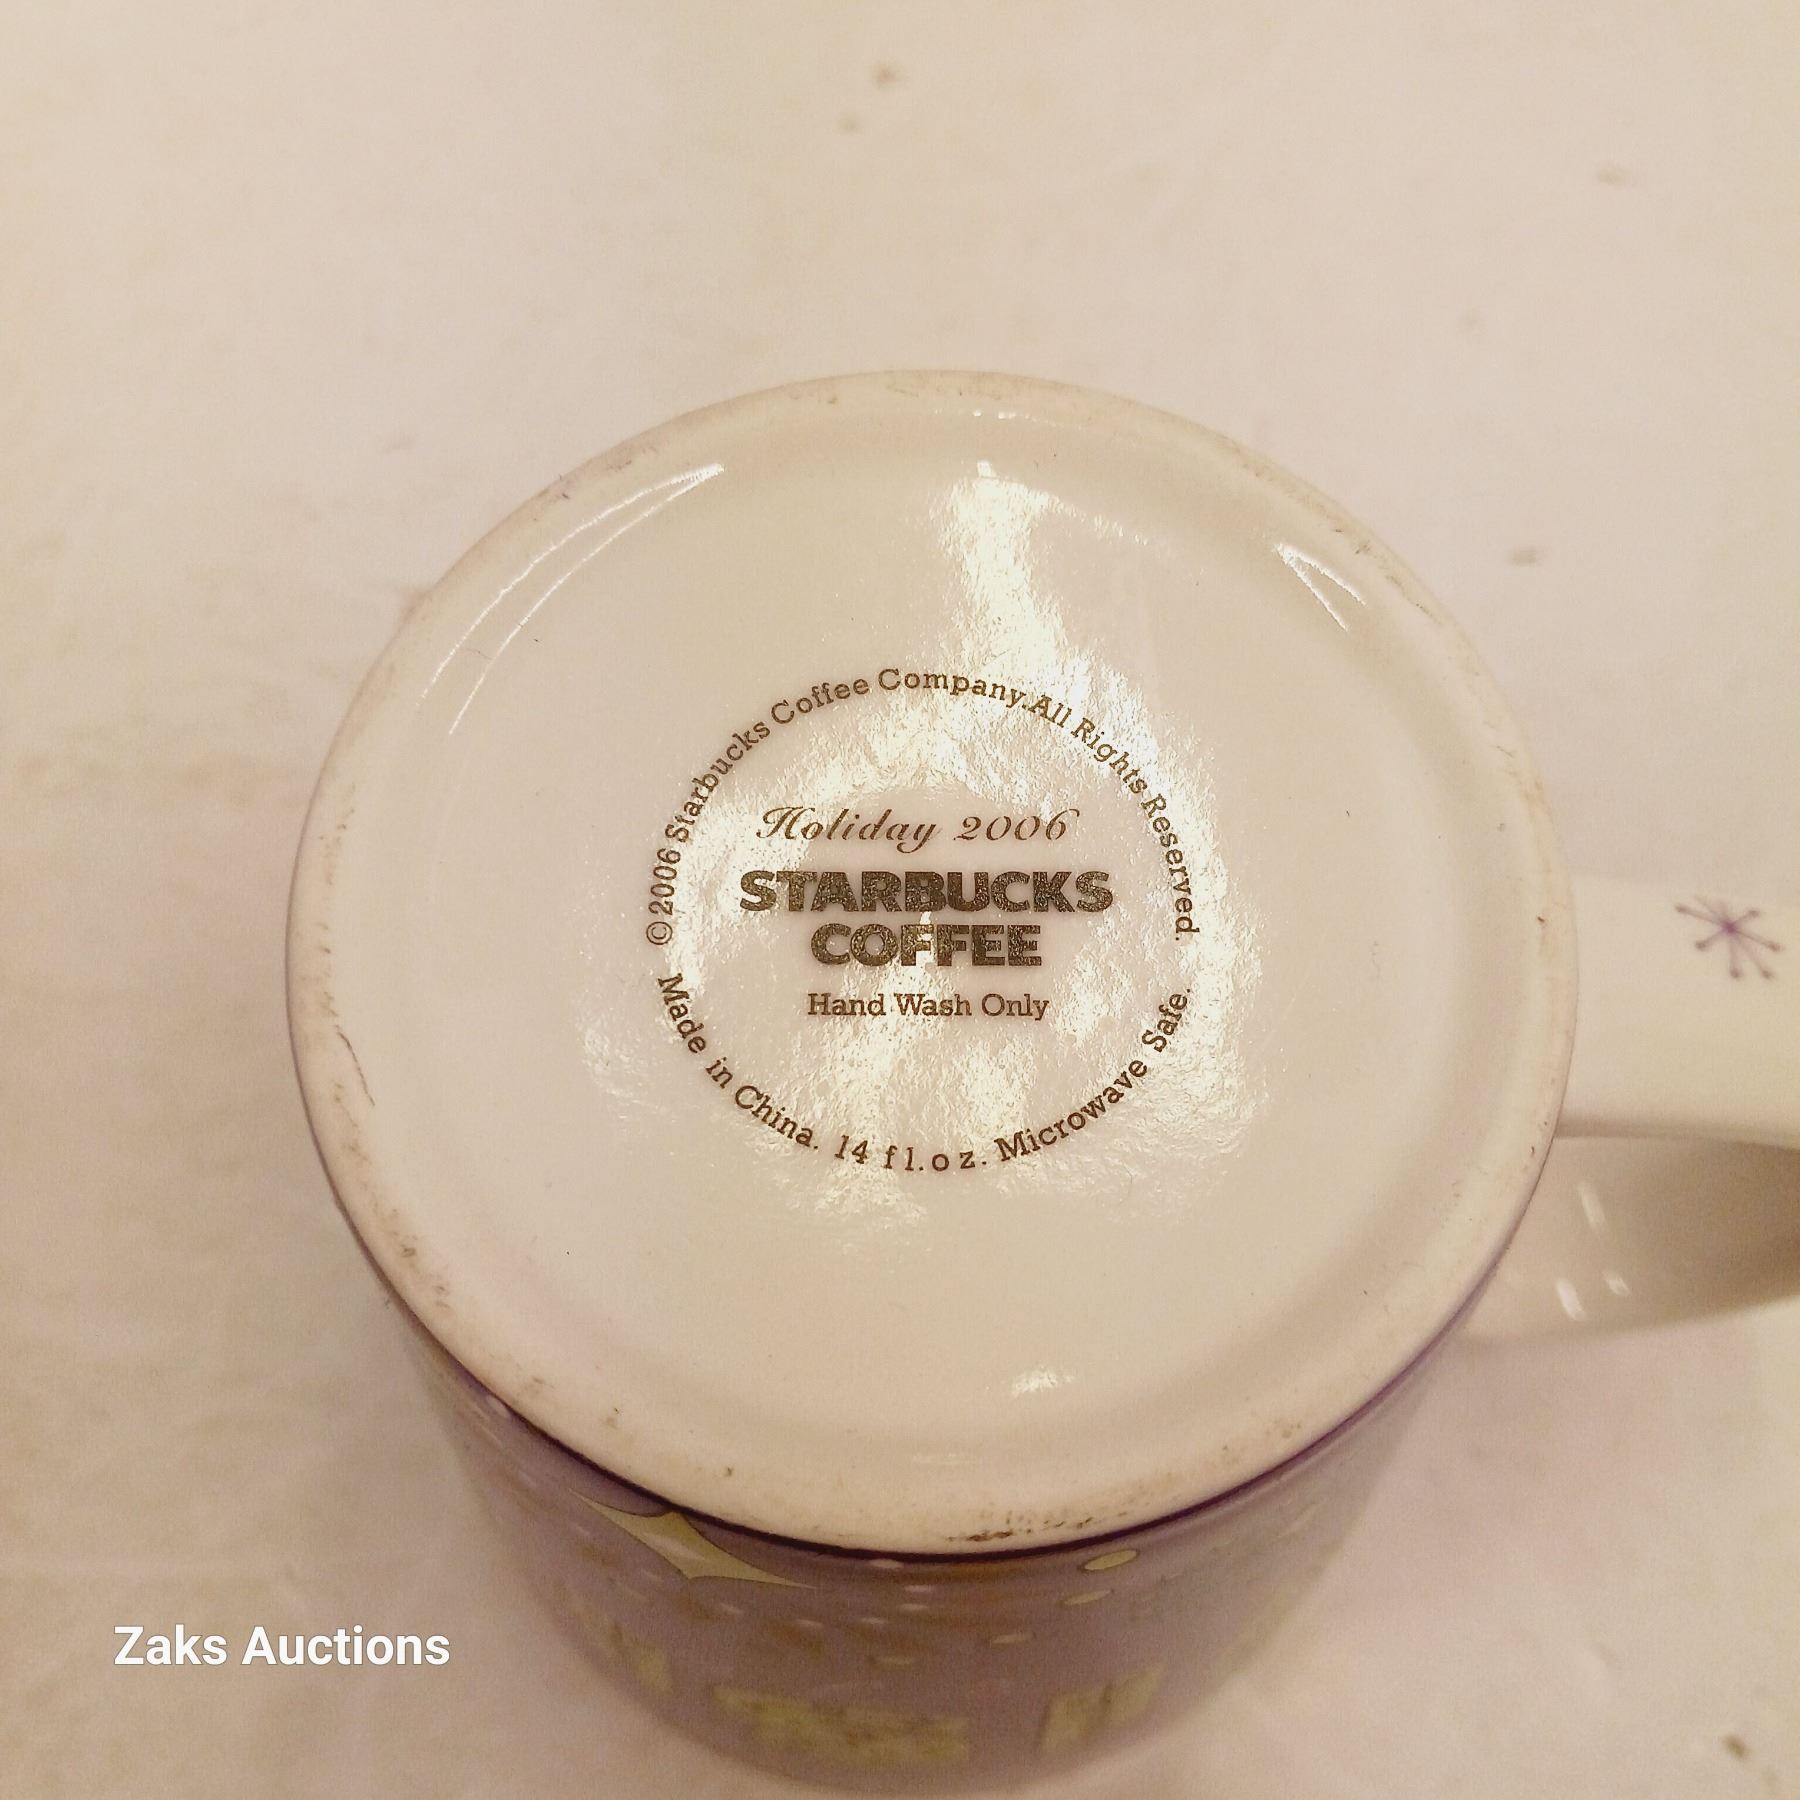 ©2006 Starbucks Coffee Company. All Rights Reserved.
Holiday 2006
STARBUCKS
COFFEE
Hand Wash Only
Made in China. 14 fl.oz. Microwave Safe.
Zaks Auctions